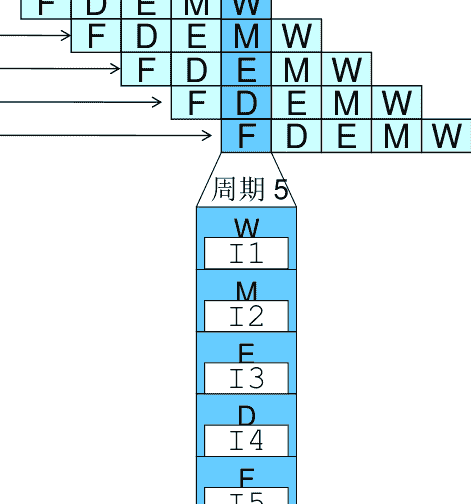 F D E M W
F D E M W
F D E M W
F D E M W
F D E M W
周期 5
W
I1
M
I2
E
I3
D
I4
F
I5